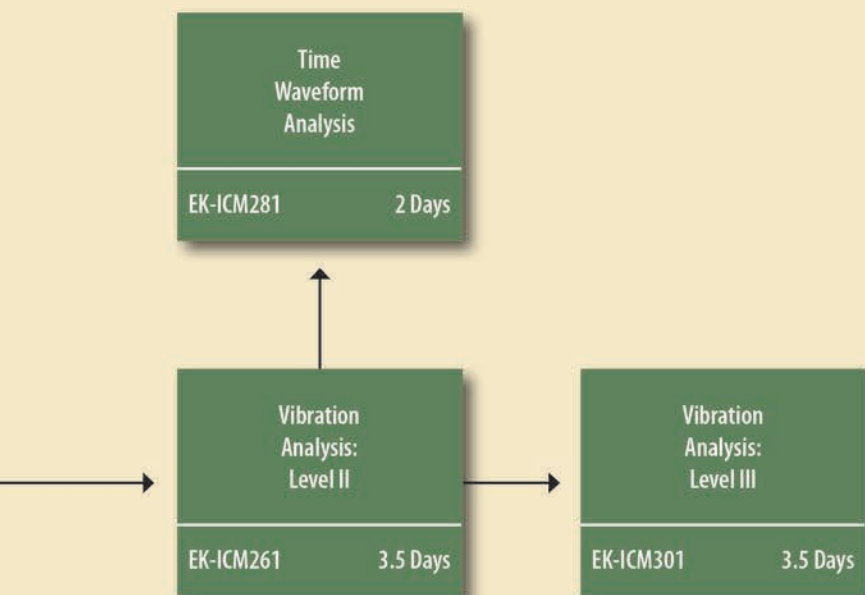 Time
Waveform
Analysis
EK-ICM281 2 Days
Vibration
Analysis:
Level II
EK-ICM261 3.5 Days
Vibration
Analysis:
Level III
EK-ICM301 3.5 Days